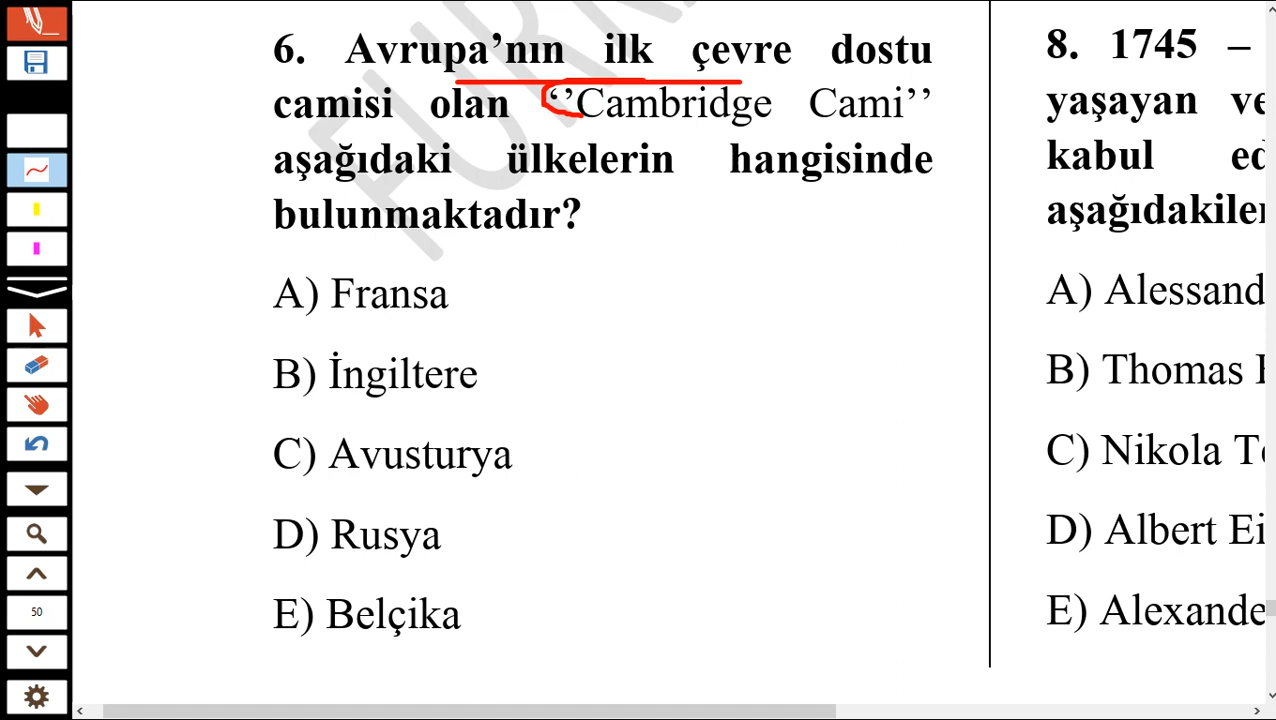 6. Avrupa’nın ilk çevre dostu
camisi olan ‘’Cambridge Cami’’
aşağıdaki ülkelerin hangisinde
bulunmaktadır?
A) Fransa
B) İngiltere
C) Avusturya
D) Rusya
E) Belçika
8. 1745 –
yaşayan ve
kabul ed
aşağıdakiler
A) Alessand
B) Thomas E
C) Nikola Te
D) Albert Ei
E) Alexande
50